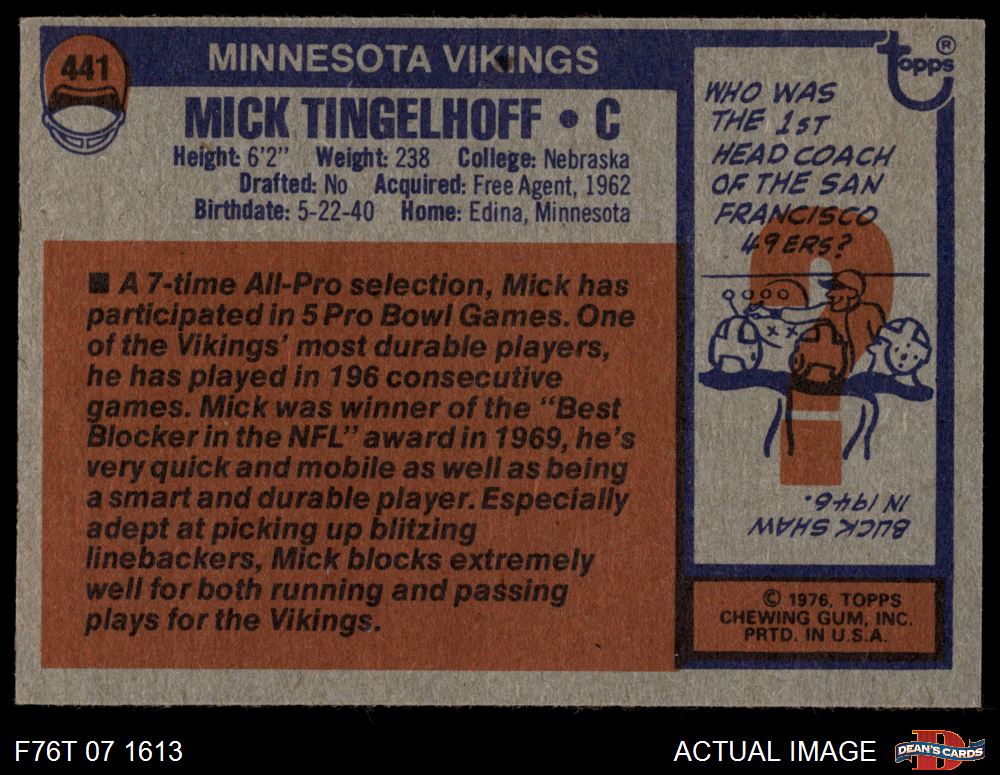 441
MINNESOTA VIKINGS
MICK TINGELHOFF • C
Height: 6'2" Weight: 238 College: Nebraska
Drafted: No Acquired: Free Agent, 1962
Birthdate: 5-22-40 Home: Edina, Minnesota
■ A 7-time All-Pro selection, Mick has
participated in 5 Pro Bowl Games. One
of the Vikings' most durable players,
he has played in 196 consecutive
games. Mick was winner of the "Best
Blocker in the NFL" award in 1969, he's
very quick and mobile as well as being
a smart and durable player. Especially
adept at picking up blitzing
linebackers, Mick blocks extremely
well for both running and passing
plays for the Vikings.
topps ®
WHO WAS
THE 1ST
HEAD COACH
OF THE SAN
FRANCISCO
49ERS?
?
BUCK SHAW
IN 1946.
© 1976, TOPPS
CHEWING GUM, INC.
PRTD. IN U.S.A.
F76T 07 1613
ACTUAL IMAGE
D
DEAN'S CARDS